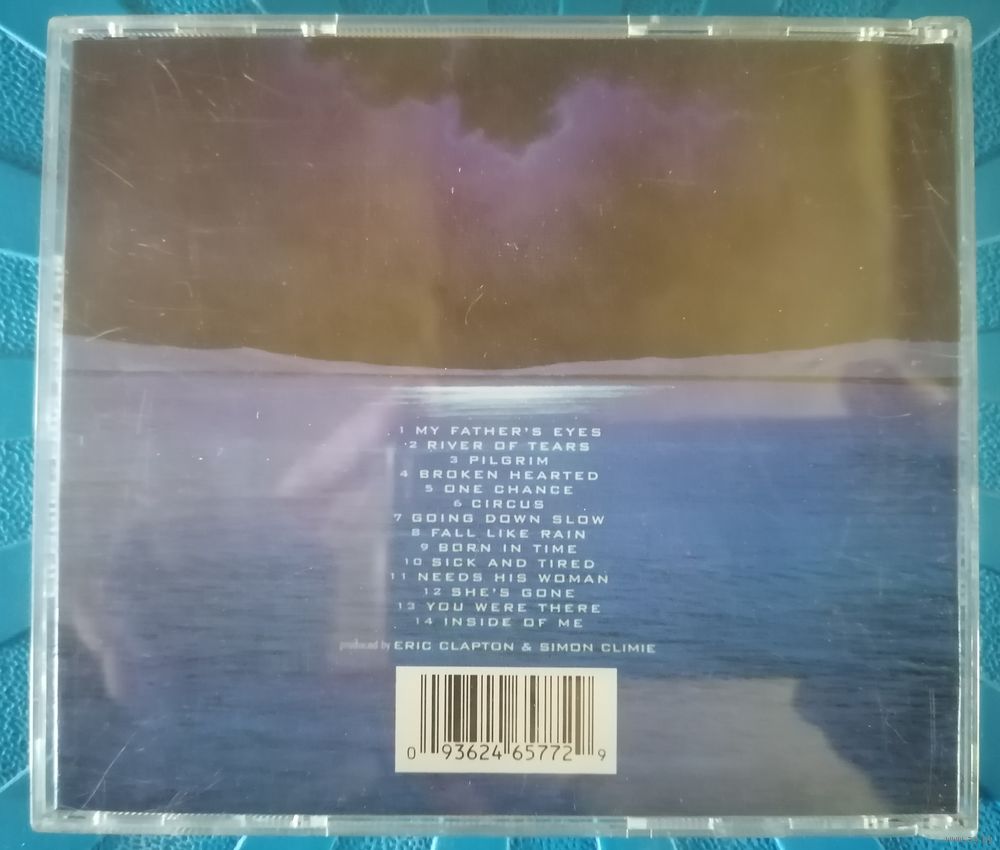 1 MY FATHER'S EYES
2 RIVER OF TEARS
3 PILGRIM
4 BROKEN HEARTED
5 ONE CHANCE
6 CIRCUS
7 GOING DOWN SLOW
8 FALL LIKE RAIN
9 BORN IN TIME
10 SICK AND TIRED
11 NEEDS HIS WOMAN
12 SHE'S GONE
13 YOU WERE THERE
14 INSIDE OF ME
produced by ERIC CLAPTON & SIMON CLIMIE
0 93624 65772 9